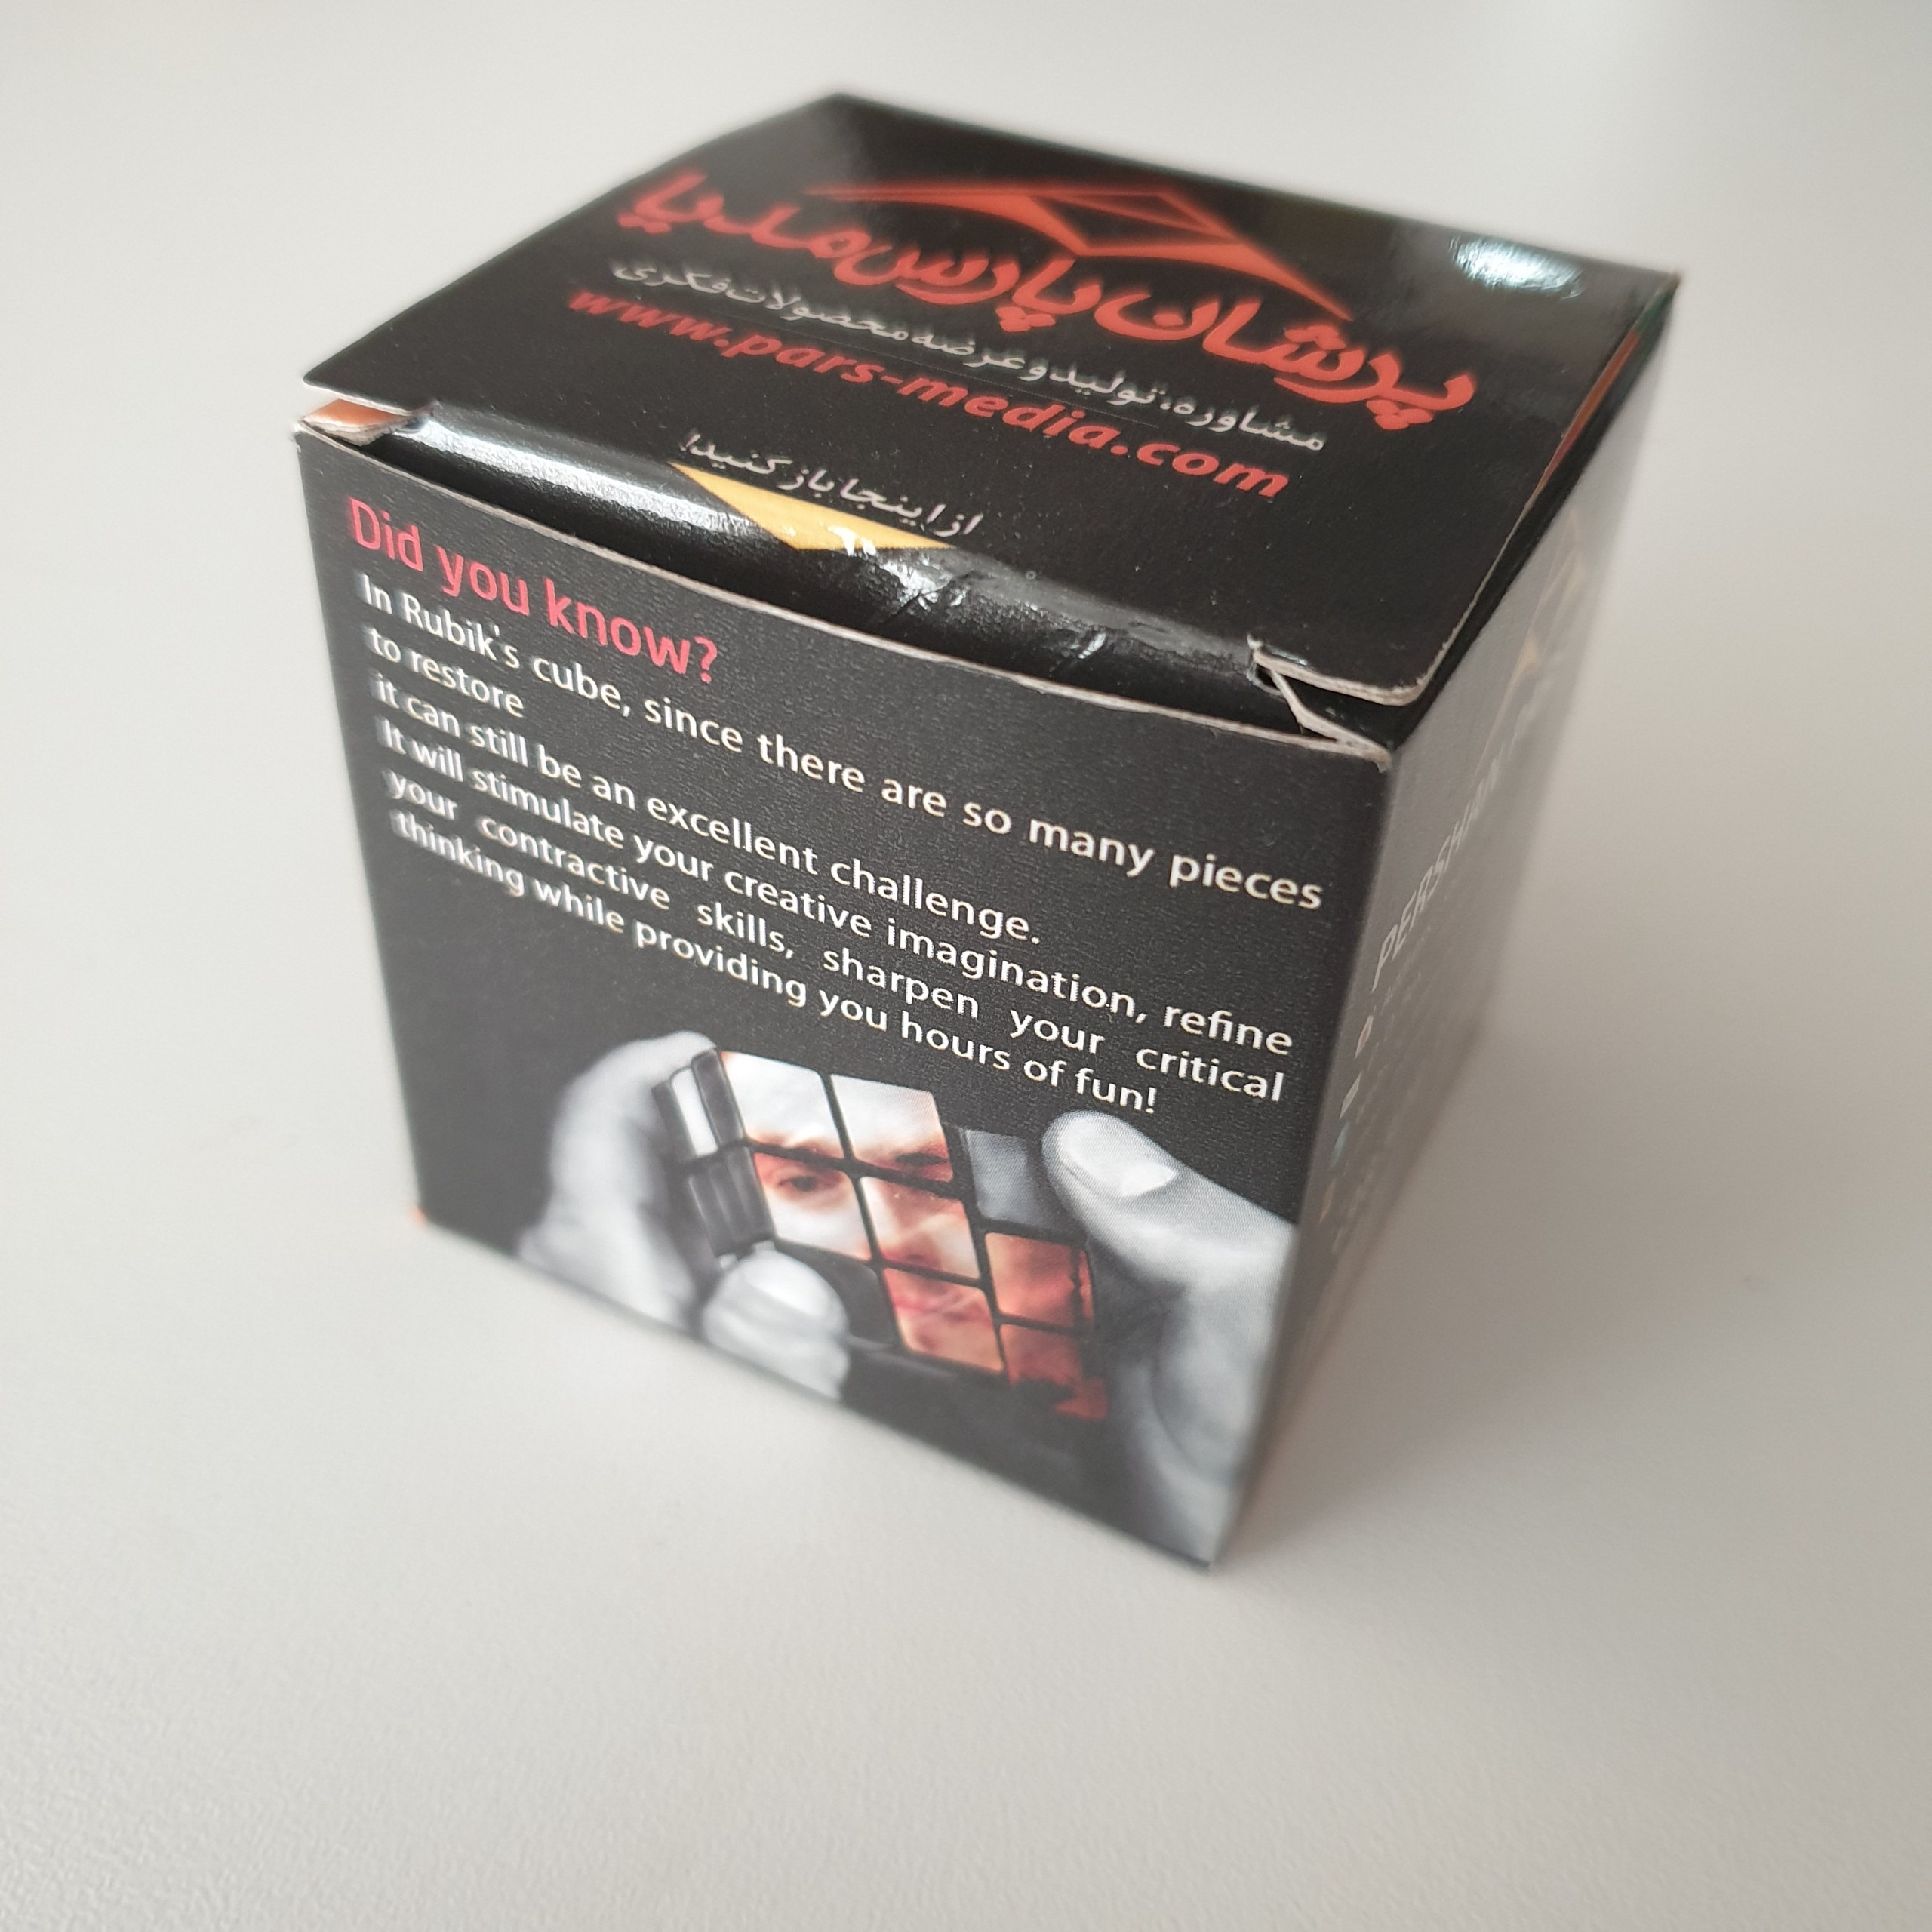 پرشان پارس مدیا
مشاوره، تولید و عرضه محصولات فکری
www.pars-media.com
از اینجا باز کنید!
Did you know?
In Rubik's cube, since there are so many pieces
to restore
it can still be an excellent challenge.
It will stimulate your creative imagination, refine
your contractive skills, sharpen your critical
thinking while providing you hours of fun!
PERSHAN